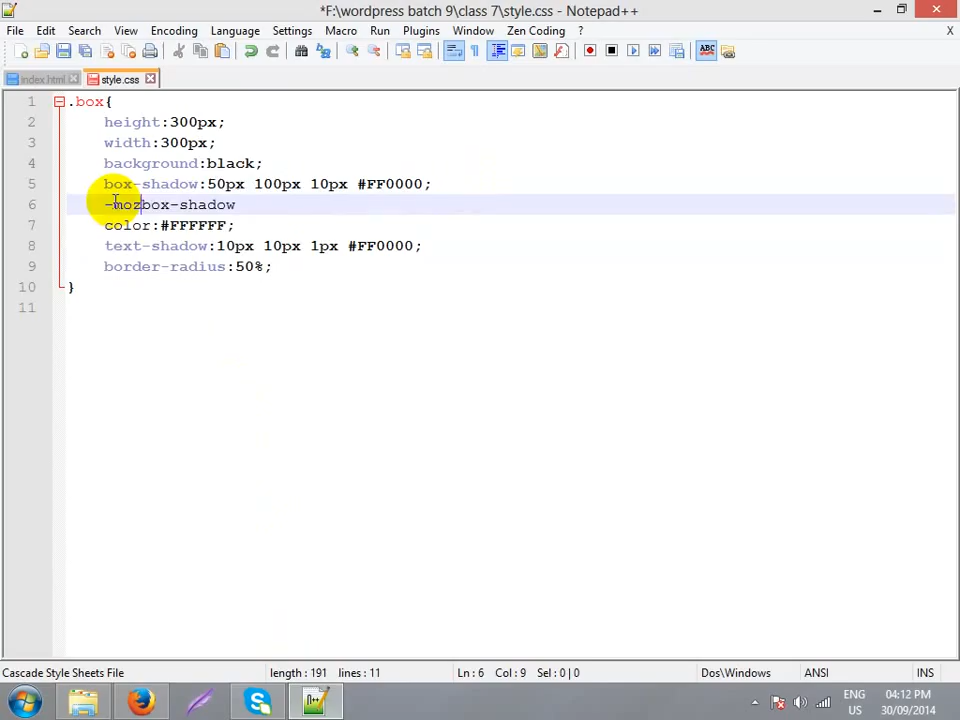 *F:\wordpress batch 9\class 7\style.css - Notepad++
File Edit Search View Encoding Language Settings Macro Run Plugins Window Zen Coding ? X
index.html style.css
1 .box{
2 height:300px;
3 width:300px;
4 background:black;
5 box-shadow:50px 100px 10px #FF0000;
6 -mozbox-shadow
7 color:#FFFFFF;
8 text-shadow:10px 10px 1px #FF0000;
9 border-radius:50%;
10 }
11
Cascade Style Sheets File length : 191 lines : 11 Ln : 6 Col : 9 Sel : 0 | 0 Dos\Windows ANSI INS
ENG 04:12 PM
US 30/09/2014